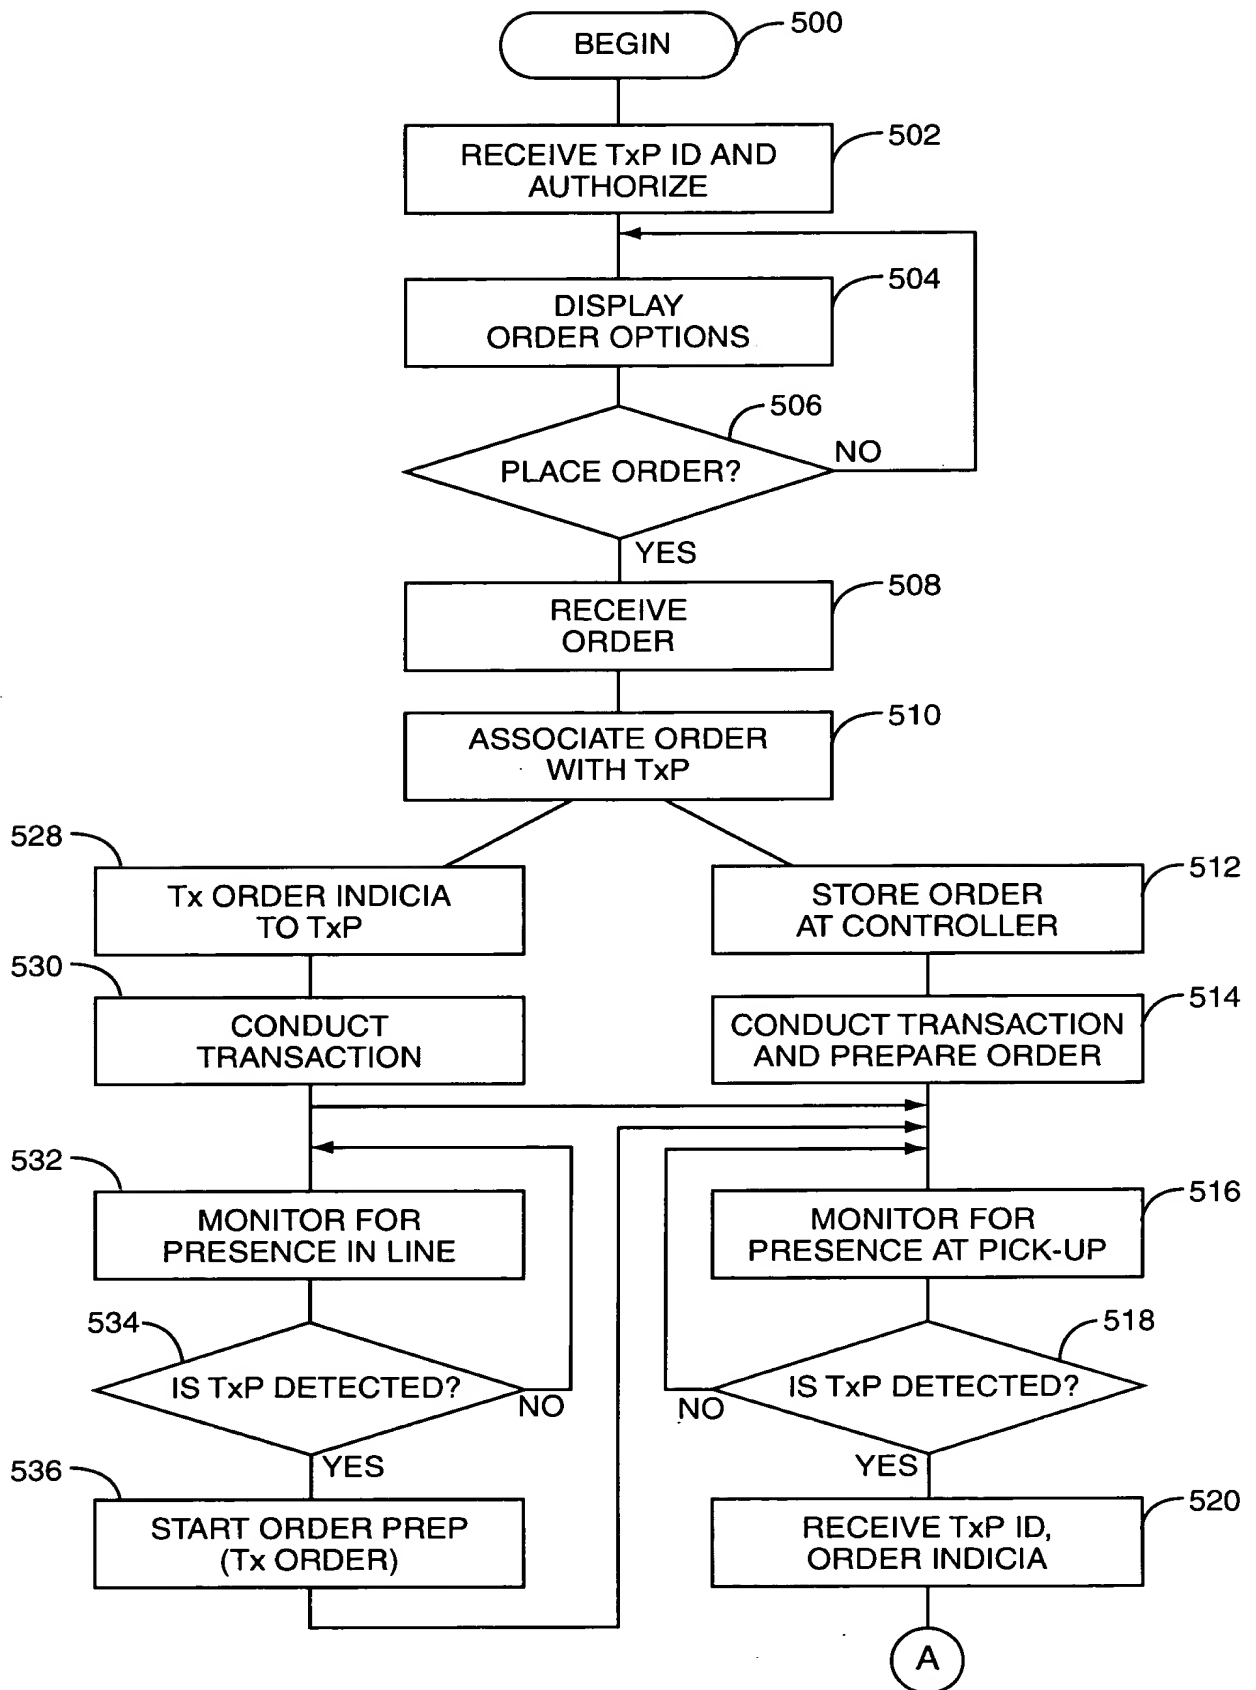 BEGIN
500
RECEIVE TxP ID AND
AUTHORIZE
502
DISPLAY
ORDER OPTIONS
504
PLACE ORDER?
506
NO
YES
RECEIVE
ORDER
508
ASSOCIATE ORDER
WITH TxP
510
528
Tx ORDER INDICIA
TO TxP
STORE ORDER
AT CONTROLLER
512
530
CONDUCT
TRANSACTION
CONDUCT TRANSACTION
AND PREPARE ORDER
514
532
MONITOR FOR
PRESENCE IN LINE
MONITOR FOR
PRESENCE AT PICK-UP
516
534
IS TxP DETECTED?
NO
YES
IS TxP DETECTED?
518
NO
YES
536
START ORDER PREP
(Tx ORDER)
RECEIVE TxP ID,
ORDER INDICIA
520
A